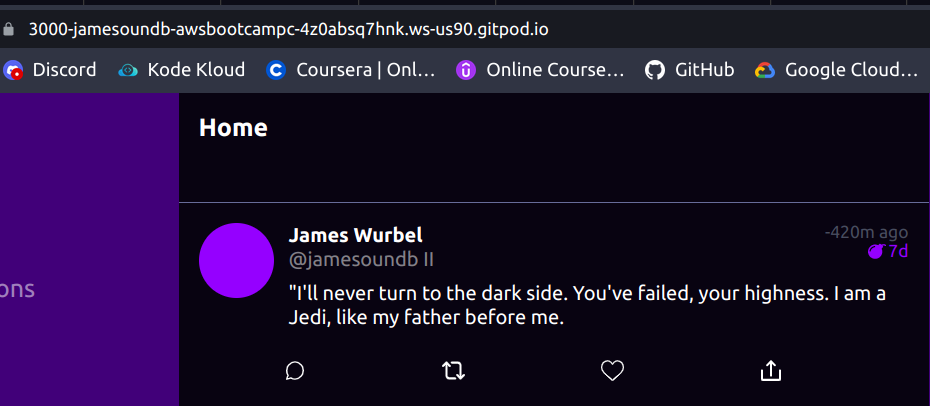 3000-jamesoundb-awsbootcampc-4z0absq7hnk.ws-us90.gitpod.io
Discord Kode Kloud Coursera | Onl... Online Course... GitHub Google Cloud...
Home
ons
James Wurbel -420m ago
@jamesoundb II 7d
"I'll never turn to the dark side. You've failed, your highness. I am a
Jedi, like my father before me.